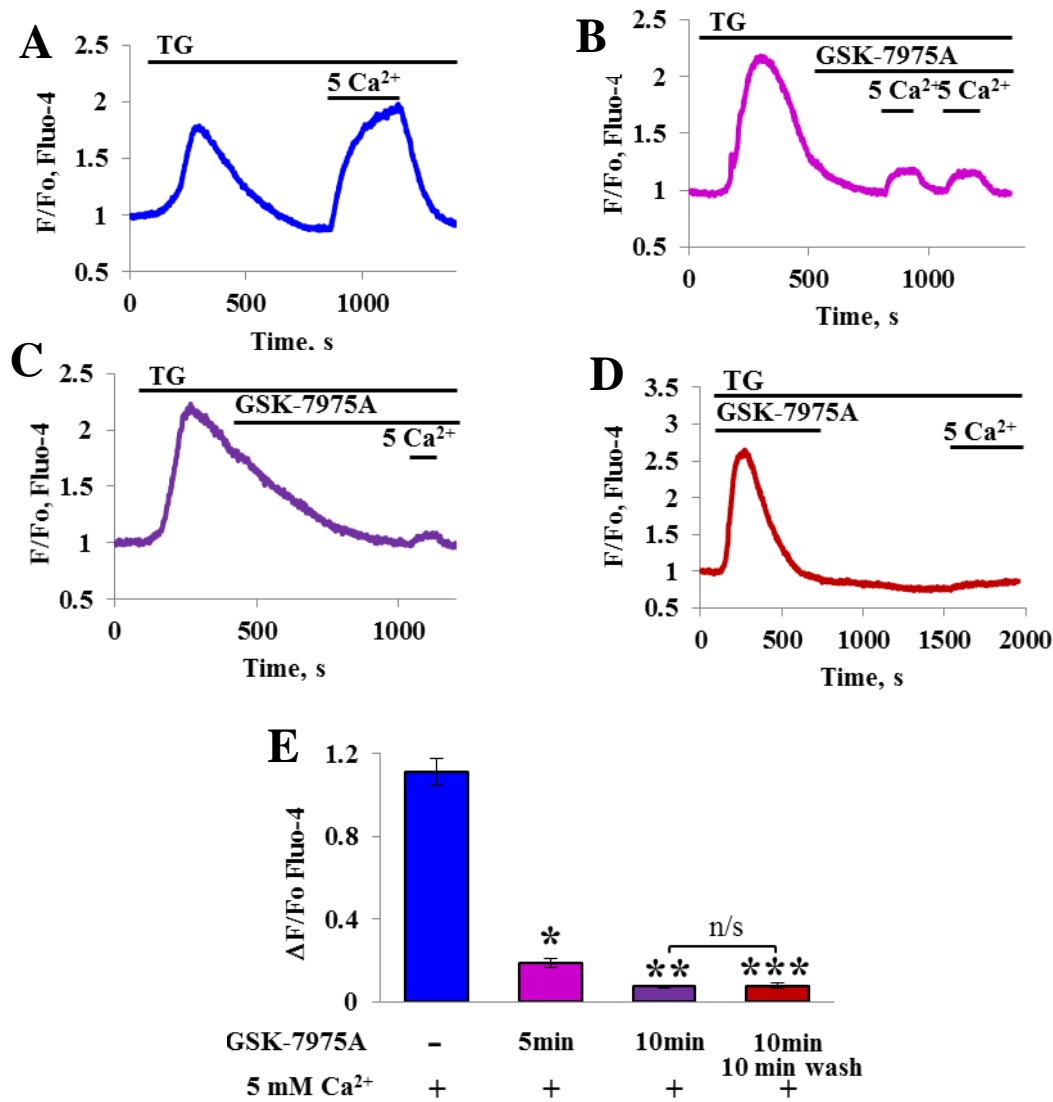 A
TG
5 Ca²⁺
2.5
2
1.5
1
0.5
F/Fo, Fluo-4
0 500 1000
Time, s
B
TG
GSK-7975A
5 Ca²⁺ 5 Ca²⁺
2.5
2
1.5
1
0.5
F/Fo, Fluo-4
0 500 1000
Time, s
C
TG
GSK-7975A
5 Ca²⁺
2.5
2
1.5
1
0.5
F/Fo, Fluo-4
0 500 1000
Time, s
D
TG
GSK-7975A
5 Ca²⁺
3.5
3
2.5
2
1.5
1
0.5
F/Fo, Fluo-4
0 500 1000 1500 2000
Time, s
E
1.2
0.8
0.4
0
ΔF/Fo Fluo-4
n/s
* ** ***
GSK-7975A - 5min 10min 10min
10 min wash
5 mM Ca²⁺ + + + +